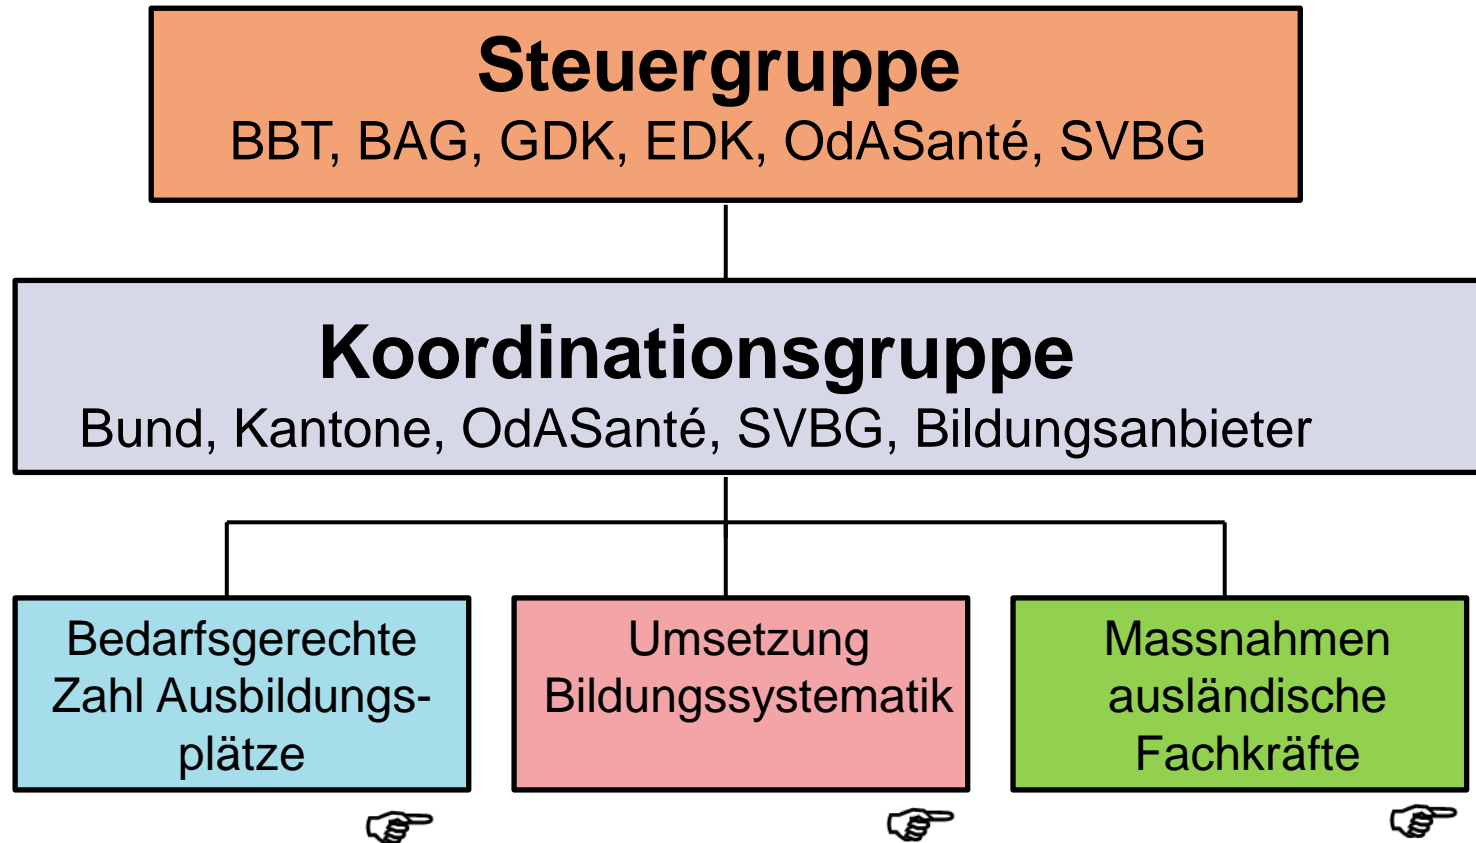 Steuergruppe
BBT, BAG, GDK, EDK, OdASanté, SVBG
Koordinationsgruppe
Bund, Kantone, OdASanté, SVBG, Bildungsanbieter
Bedarfsgerechte
Zahl Ausbildungs-
plätze
Umsetzung
Bildungssystematik
Massnahmen
ausländische
Fachkräfte